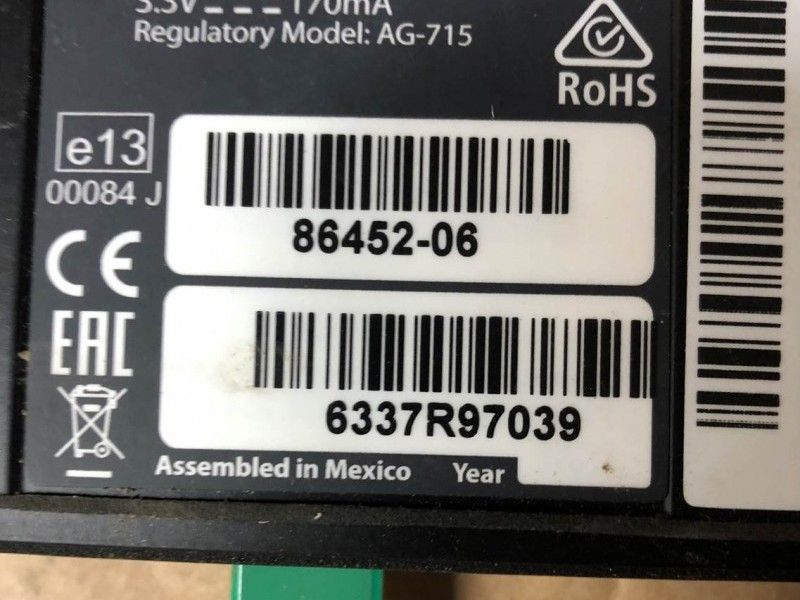 3.3V 170mA
Regulatory Model: AG-715
RoHS
e13
00084 J
86452-06
CE
EAC
6337R97039
Assembled in Mexico Year